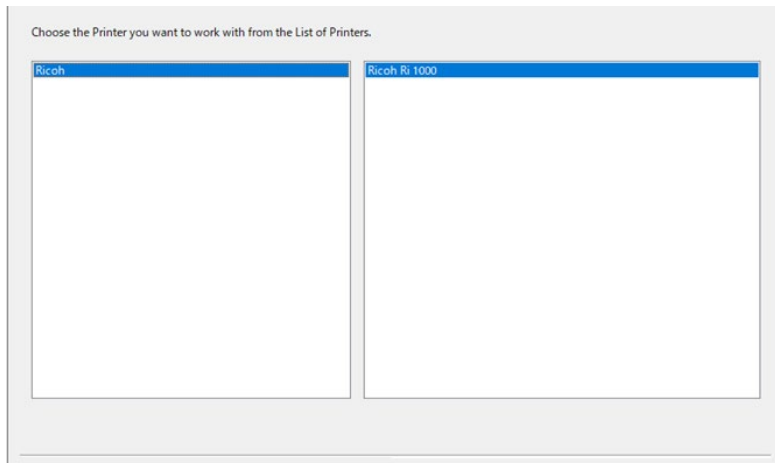 Choose the Printer you want to work with from the List of Printers.
Ricoh
Ricoh Ri 1000